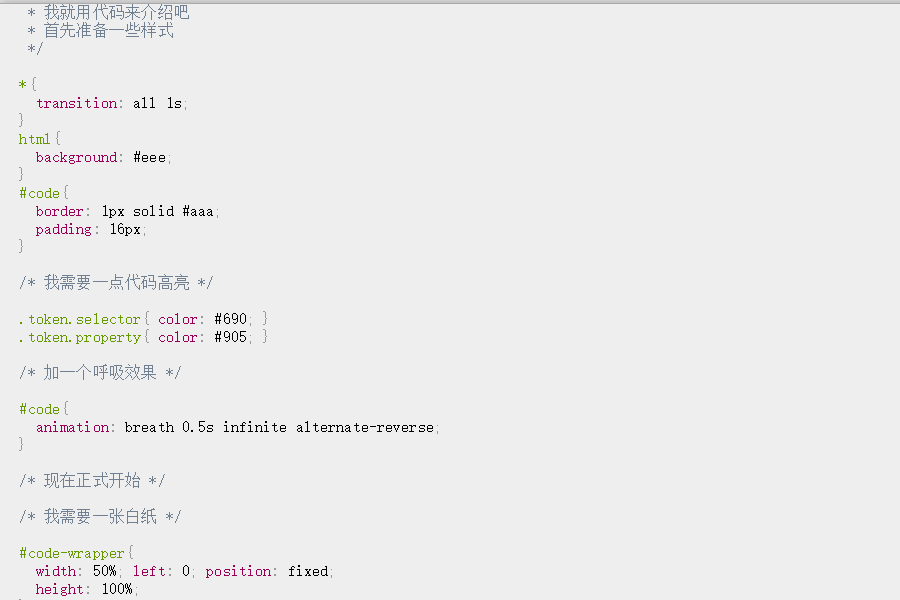 * 我就用代码来介绍吧
* 首先准备一些样式
*/
*{
transition: all 1s;
}
html{
background: #eee;
}
#code{
border: 1px solid #aaa;
padding: 16px;
}
/* 我需要一点代码高亮 */
.token.selector{ color: #690; }
.token.property{ color: #905; }
/* 加一个呼吸效果 */
#code{
animation: breath 0.5s infinite alternate-reverse;
}
/* 现在正式开始 */
/* 我需要一张白纸 */
#code-wrapper{
width: 50%; left: 0; position: fixed;
height: 100%;